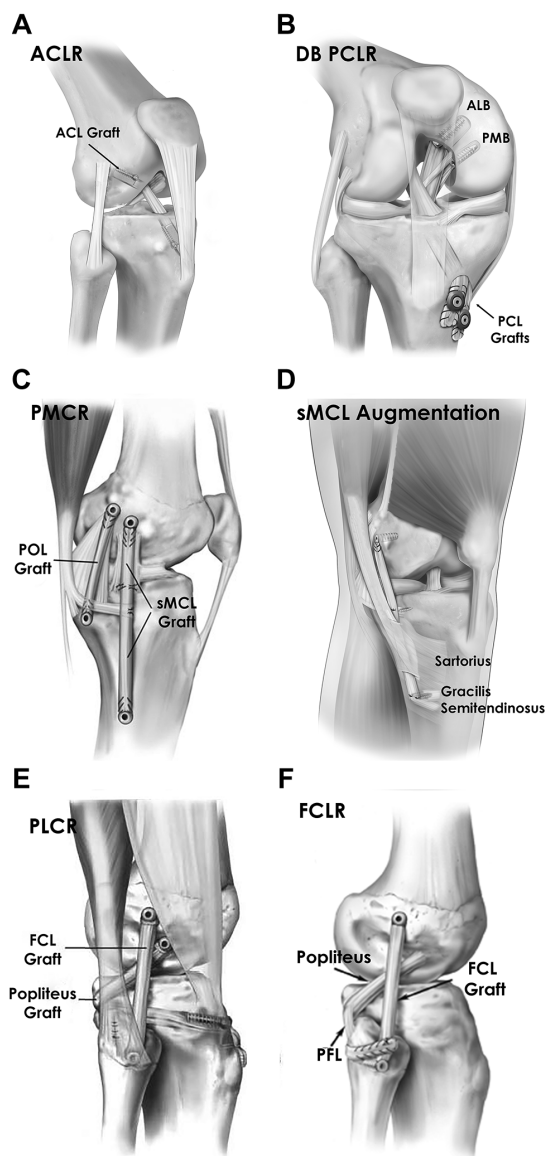 A
ACLR
ACL Graft
B
DB PCLR
ALB
PMB
PCL
Grafts
C
PMCR
POL
Graft
sMCL
Graft
D
sMCL Augmentation
Sartorius
Gracilis
Semitendinosus
E
PLCR
FCL
Graft
Popliteus
Graft
F
FCLR
Popliteus
FCL
Graft
PFL